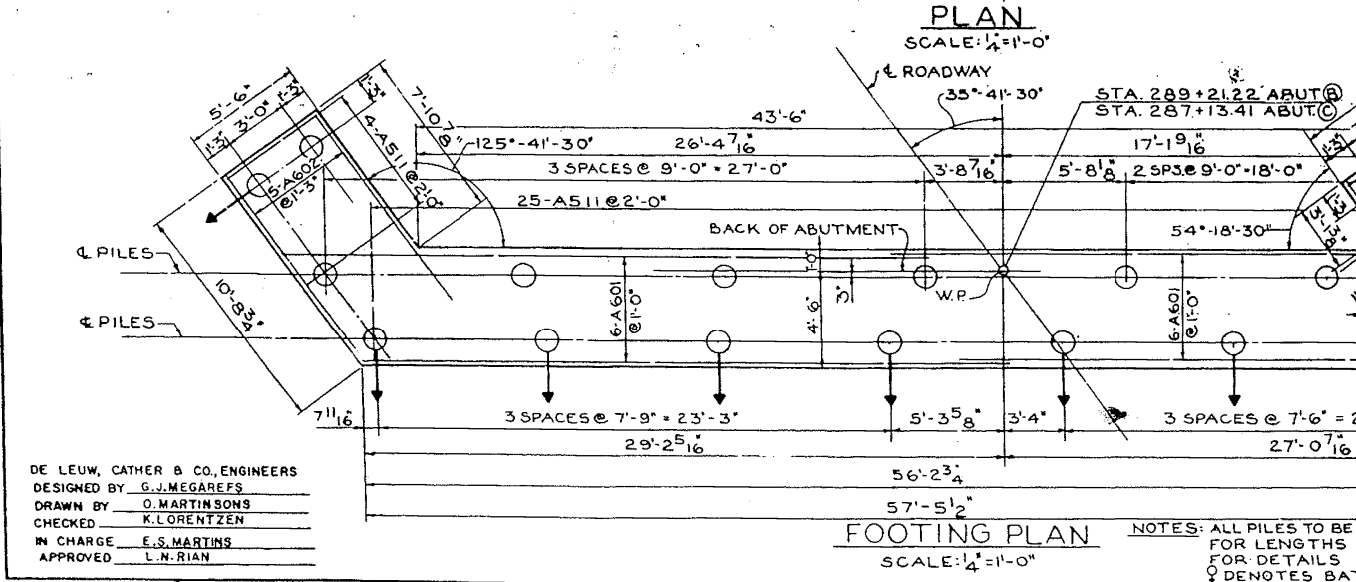 PLAN
SCALE: ¼"=1'-0"
℄ ROADWAY
35°-41'-30"
STA. 289+21.22 ABUT. Ⓑ
STA. 287+13.41 ABUT. Ⓒ
5'-6"
1'-3" 3'-0" 1'-3"
1'-3"
7'-10 7/8"
43'-6"
125°-41'-30"
26'-4 7/16"
17'-1 9/16"
3 SPACES @ 9'-0" = 27'-0"
3'-8 7/16"
5'-8 1/8"
2 SPS.@ 9'-0"=18'-0"
4-A511 @ 2'-0"
5-A602 @ 1'-3"
25-A511 @ 2'-0"
BACK OF ABUTMENT
54°-18'-30"
℄ PILES
W.P.
10'-8 3/4"
6-A601 @ 1'-0"
4'-6"
1'-0"
3"
6-A601 @ 1'-0"
℄ PILES
7 11/16"
3 SPACES @ 7'-9" = 23'-3"
5'-3 5/8"
3'-4"
3 SPACES @ 7'-6" = 2
29'-2 5/16"
27'-0 7/16"
56'-2 3/4"
57'-5 1/2"
DE LEUW, CATHER & CO., ENGINEERS
DESIGNED BY G.J.MEGAREFS
DRAWN BY O.MARTINSONS
CHECKED K.LORENTZEN
IN CHARGE E.S.MARTINS
APPROVED L.N.RIAN
FOOTING PLAN
SCALE: ¼"=1'-0"
NOTES: ALL PILES TO BE
FOR LENGTHS
FOR DETAILS
DENOTES BAT